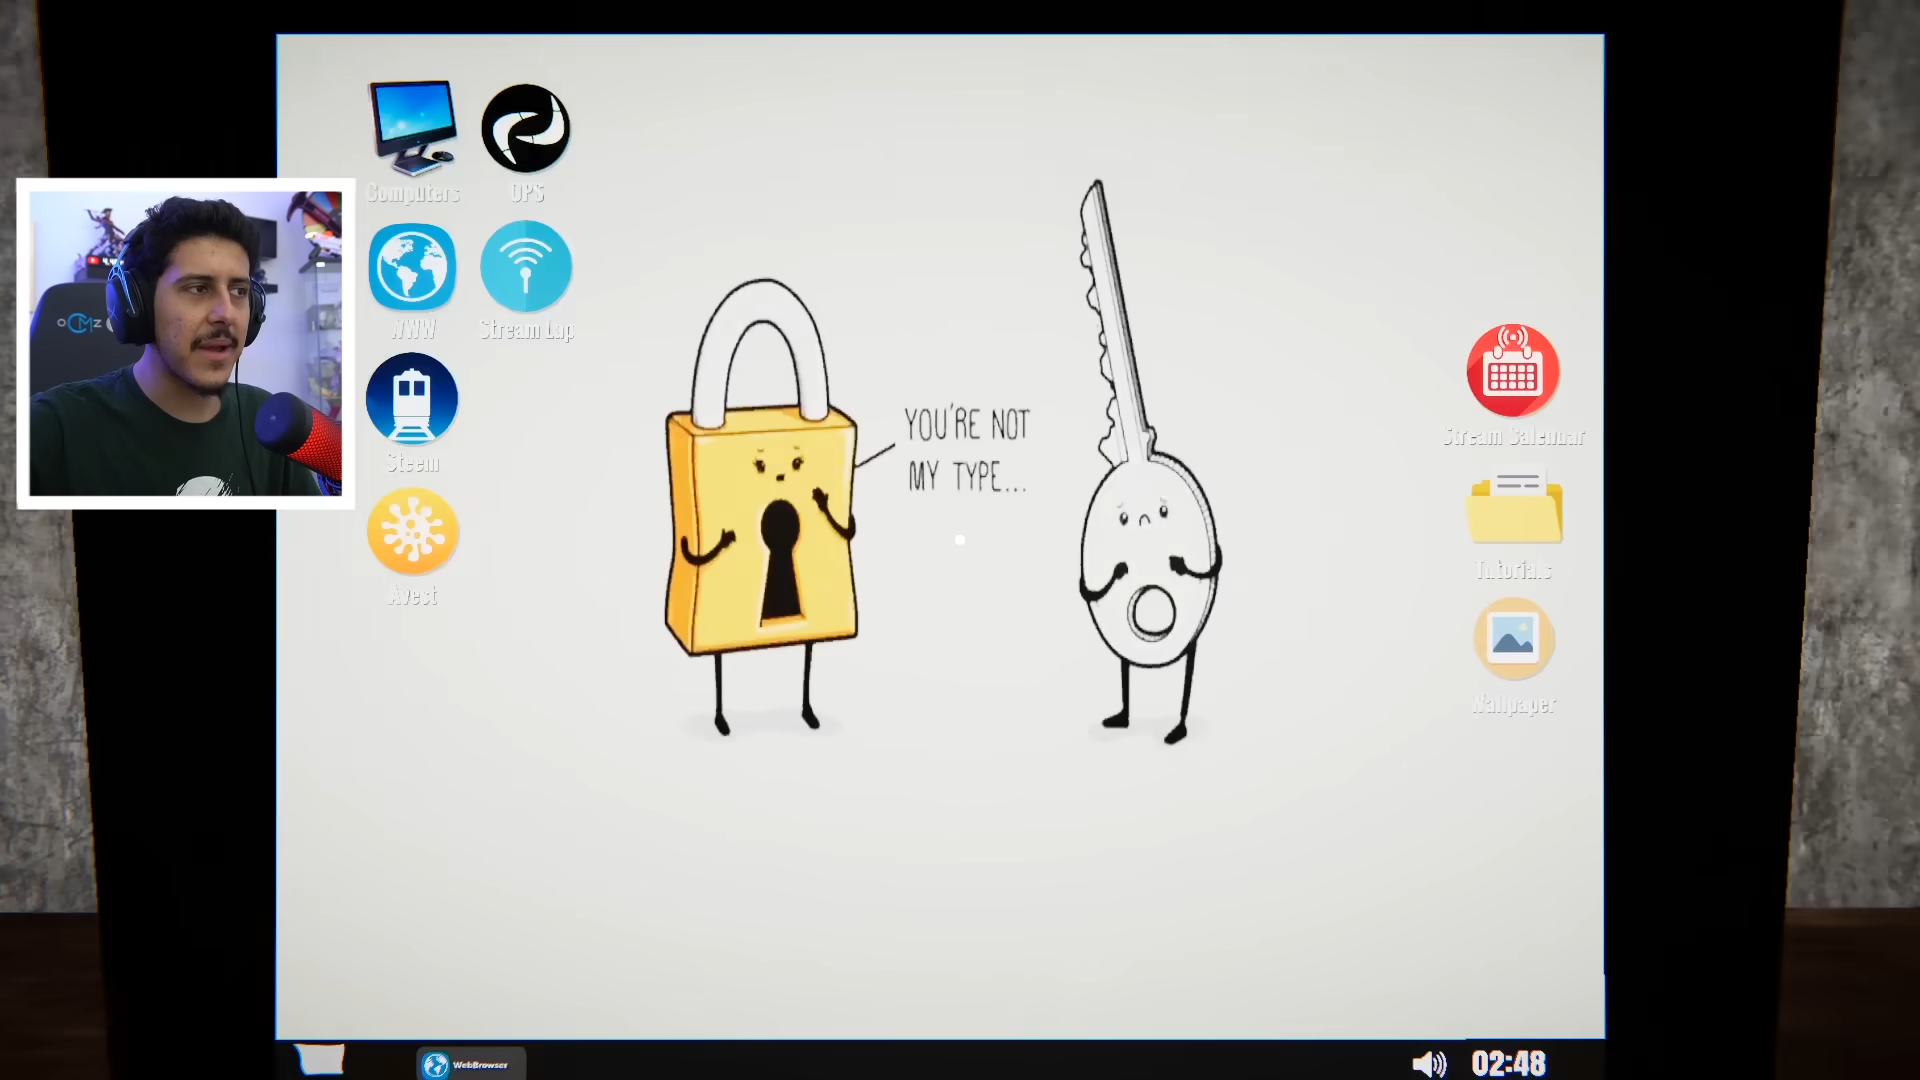 Computers
OPS
WWW
Stream Lap
Steem
Avest
YOU'RE NOT
MY TYPE...
Stream Calendar
Tutorials
Wallpaper
WebBrowser
02:48